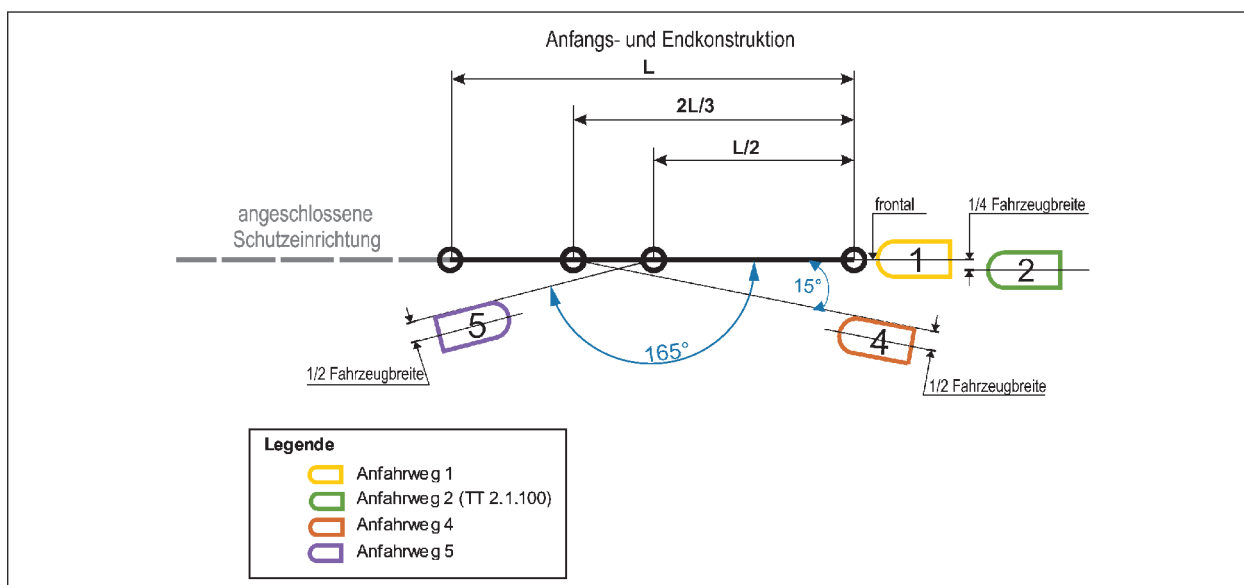 Anfangs- und Endkonstruktion
L
2L/3
L/2
angeschlossene
Schutzeinrichtung
frontal
1/4 Fahrzeugbreite
1
2
15°
5
4
165°
1/2 Fahrzeugbreite
1/2 Fahrzeugbreite
Legende
Anfahrweg 1
Anfahrweg 2 (TT 2.1.100)
Anfahrweg 4
Anfahrweg 5